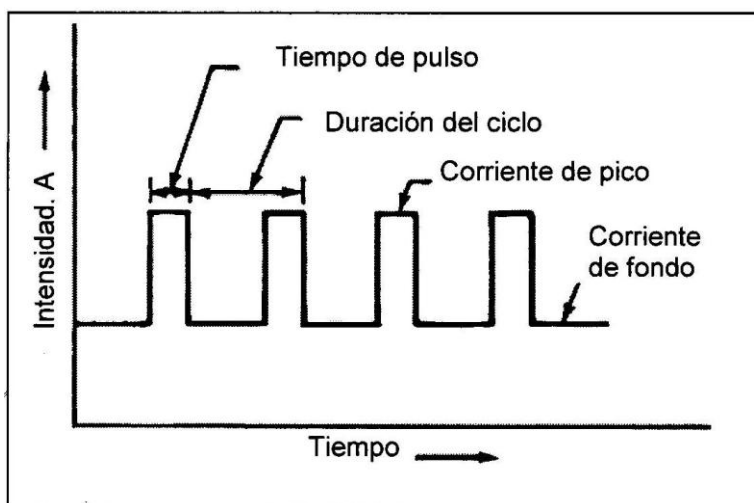 Tiempo de pulso
Duración del ciclo
Corriente de pico
Corriente
de fondo
Intensidad. A
Tiempo